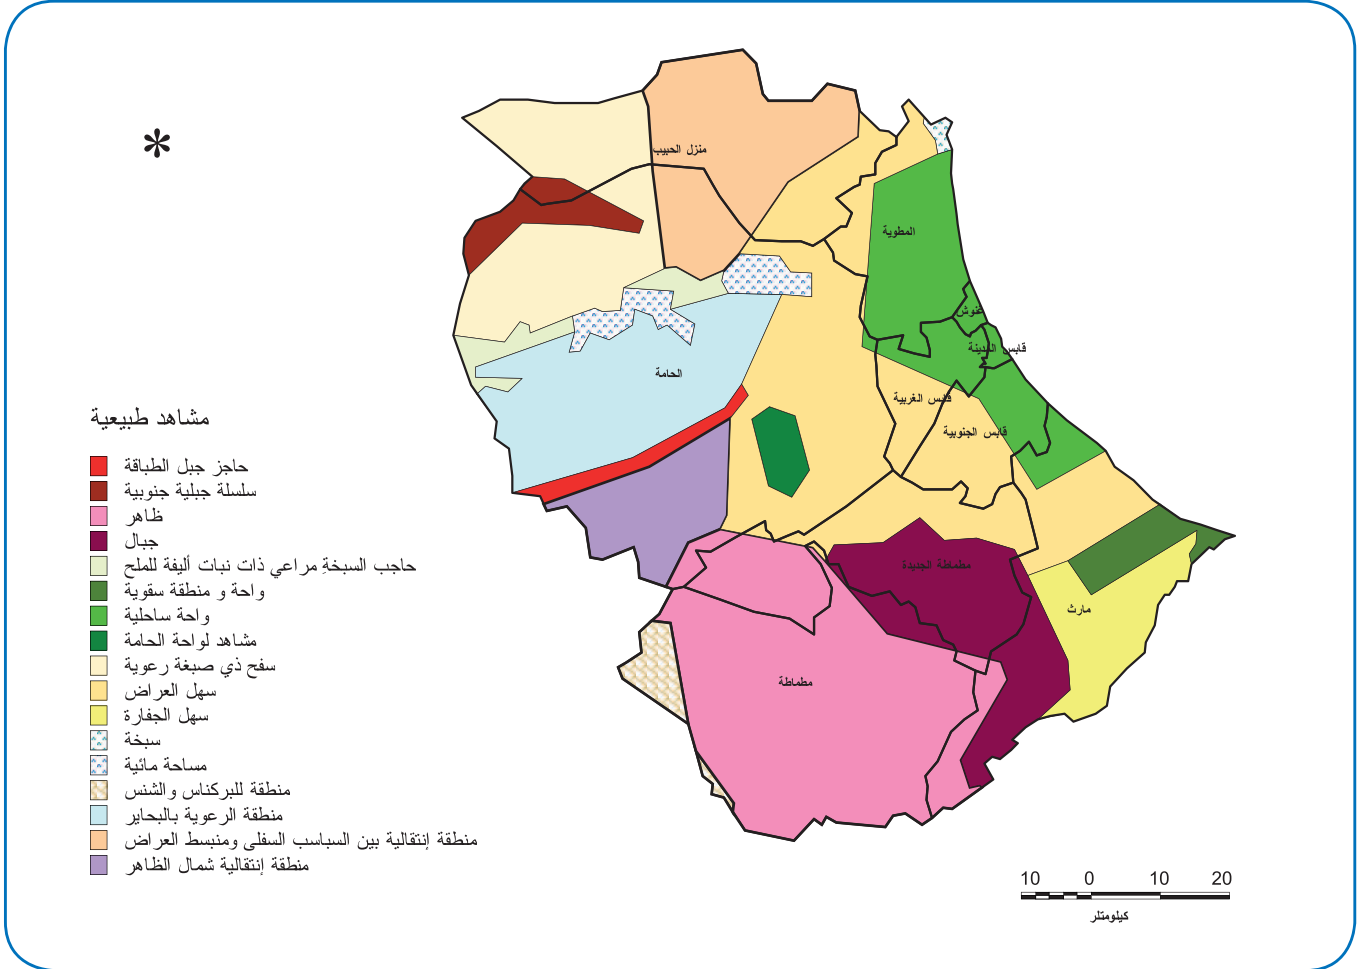 *
منزل الحبيب
المطوية
غنوش
قابس المدينة
الحامة
قابس الغربية
قابس الجنوبية
مطماطة الجديدة
مارث
مطماطة
مشاهد طبيعية
حاجز جبل الطباقة
سلسلة جبلية جنوبية
ظاهر
جبال
حاجب السبخةِ مراعي ذات نبات أليفة للملح
واحة و منطقة سقوية
واحة ساحلية
مشاهد لواحة الحامة
سفح ذي صبغة رعوية
سهل العراض
سهل الجفارة
سبخة
مساحة مائية
منطقة للبركناس والشنس
منطقة الرعوية بالبحاير
منطقة إنتقالية بين السباسب السفلى ومنبسط العراض
منطقة إنتقالية شمال الظاهر
10 0 10 20
كيلومتلر